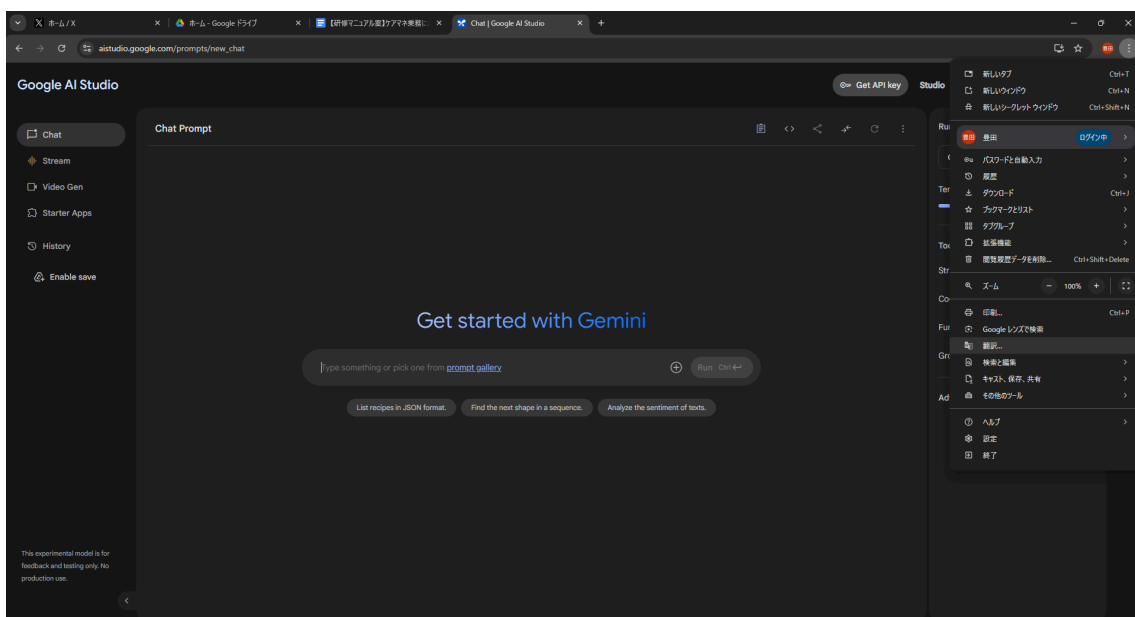 ホーム / X
ホーム - Google ドライブ
【研修マニュアル案】ケアマネ業務に
Chat | Google AI Studio
aistudio.google.com/prompts/new_chat
豊田
Google AI Studio
Get API key
Studio
Chat
Stream
Video Gen
Starter Apps
History
Enable save
This experimental model is for
feedback and testing only. No
production use.
Chat Prompt
Get started with Gemini
Type something or pick one from prompt gallery
Run Ctrl
List recipes in JSON format.
Find the next shape in a sequence.
Analyze the sentiment of texts.
Ru
Ter
Too
Str
Co
Fun
Gro
Ad
新しいタブ Ctrl+T
新しいウィンドウ Ctrl+N
新しいシークレット ウィンドウ Ctrl+Shift+N
豊田 豊田 ログイン中
パスワードと自動入力
履歴
ダウンロード Ctrl+J
ブックマークとリスト
タブグループ
拡張機能
閲覧履歴データを削除... Ctrl+Shift+Delete
ズーム − 100% +
印刷... Ctrl+P
Google レンズで検索
翻訳...
検索と編集
キャスト、保存、共有
その他のツール
ヘルプ
設定
終了